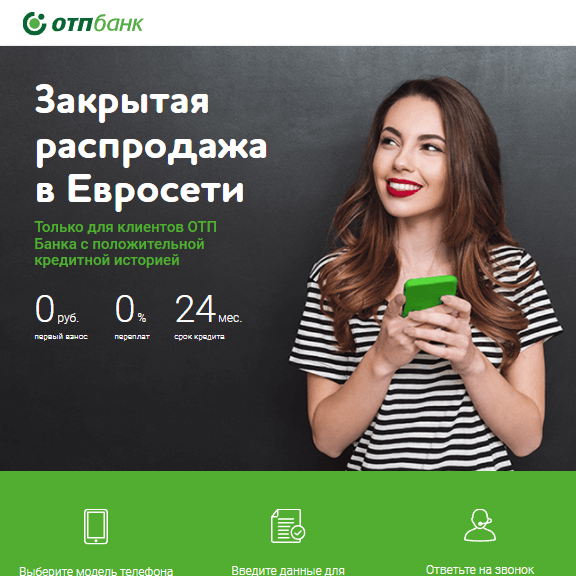 отпбанк
Закрытая
распродажа
в Евросети
Только для клиентов ОТП
Банка с положительной
кредитной историей
0 руб. 0 % 24 мес.
первый взнос переплат срок кредита
Выберите модель телефона Введите данные для Ответьте на звонок